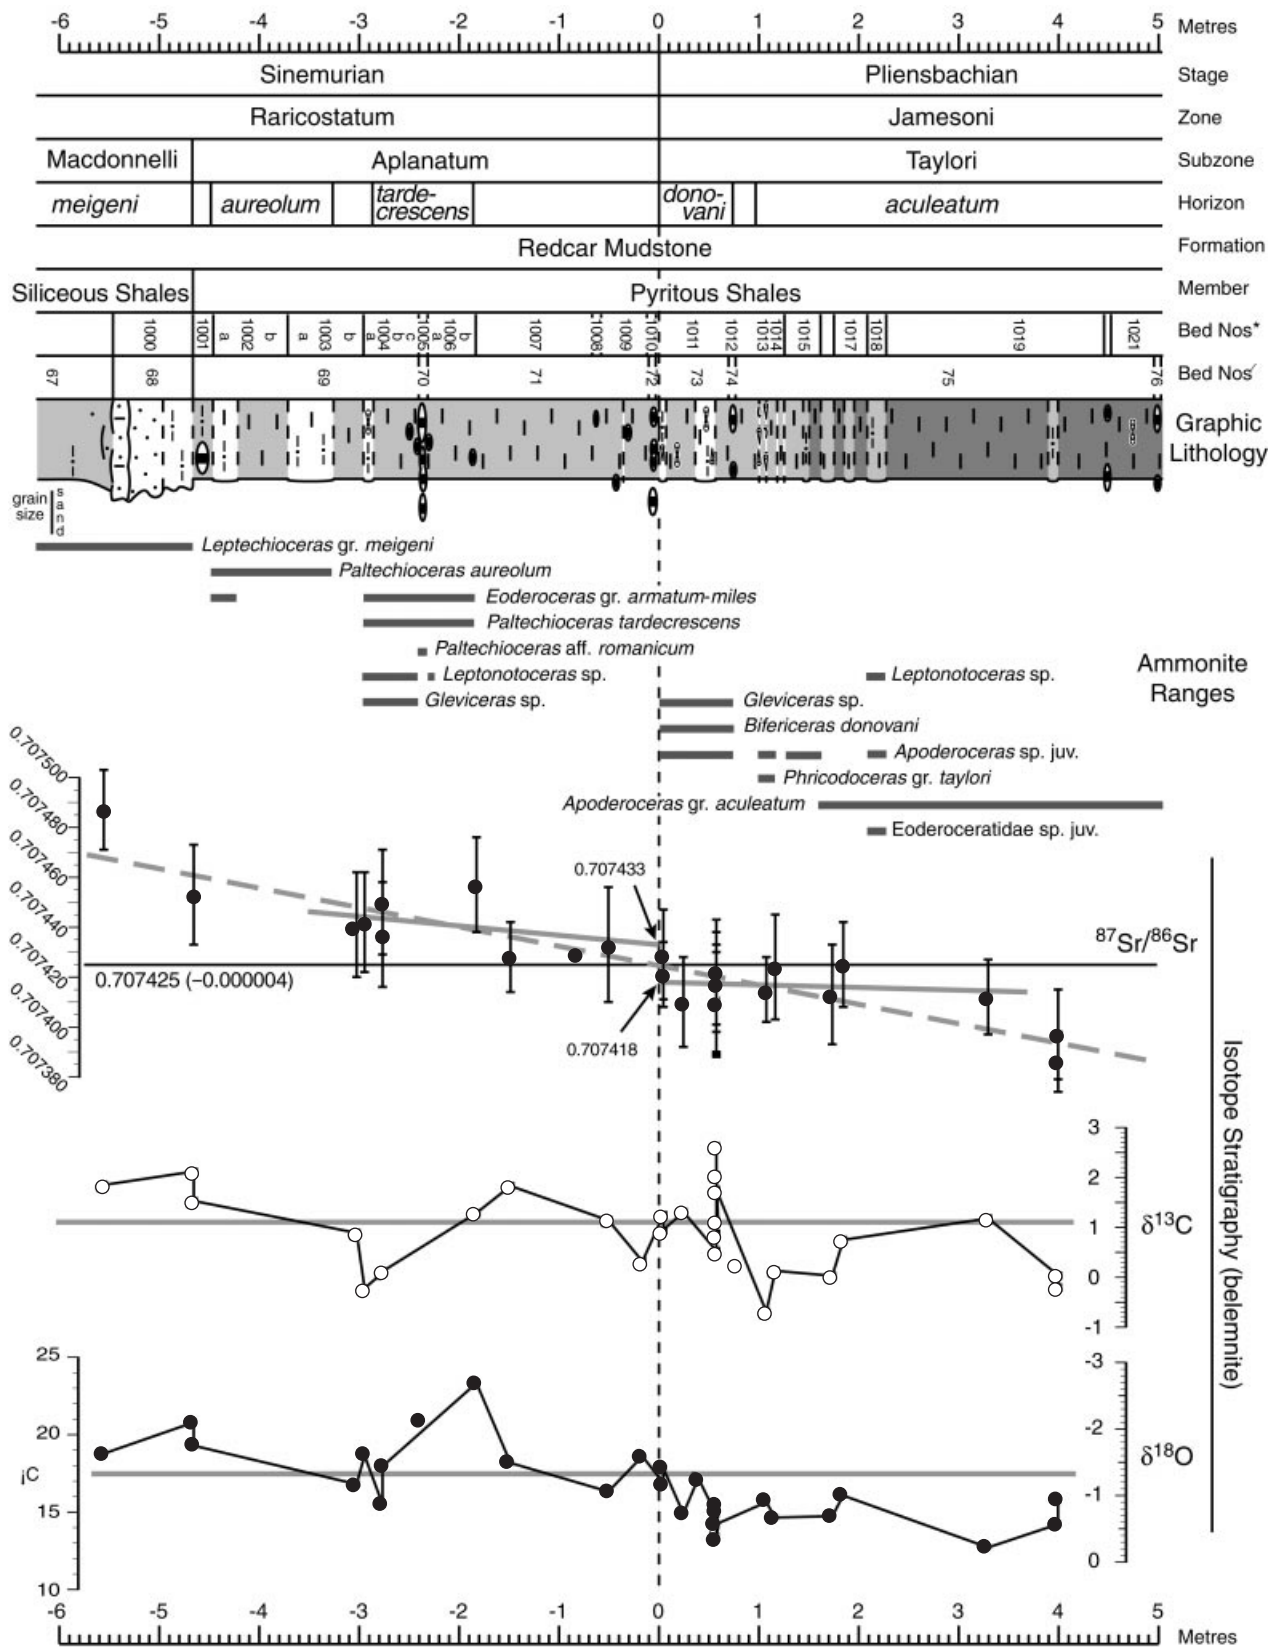 -6 -5 -4 -3 -2 -1 0 1 2 3 4 5 Metres
Sinemurian Pliensbachian Stage
Raricostatum Jamesoni Zone
Macdonnelli Aplanatum Taylori Subzone
meigeni aureolum tarde-crescens dono-vani aculeatum Horizon
Redcar Mudstone Formation
Siliceous Shales Pyritous Shales Member
1000 1001 a 1002 b a 1003 b a 1004 b c 1005 a 1006 b 1007 1008 1009 1010 1011 1012 1013 1014 1015 1017 1018 1019 1021 Bed Nos*
67 68 69 70 71 72 73 74 75 76 Bed Nos′
Graphic
Lithology
grain
size
sand
Leptechioceras gr. meigeni
Paltechioceras aureolum
Eoderoceras gr. armatum-miles
Paltechioceras tardecrescens
Paltechioceras aff. romanicum
Leptonotoceras sp. Leptonotoceras sp.
Gleviceras sp. Gleviceras sp.
Ammonite
Ranges
Bifericeras donovani
Apoderoceras sp. juv.
Phricodoceras gr. taylori
Apoderoceras gr. aculeatum
Eoderoceratidae sp. juv.
0.707500
0.707480
0.707460
0.707440
0.707420
0.707400
0.707380
0.707433
87Sr/86Sr
0.707425 (−0.000004)
0.707418
Isotope Stratigraphy (belemnite)
3
2
1
0
-1
δ13C
25
20
¡C
15
10
-3
-2
δ18O
-1
0
-6 -5 -4 -3 -2 -1 0 1 2 3 4 5
Metres